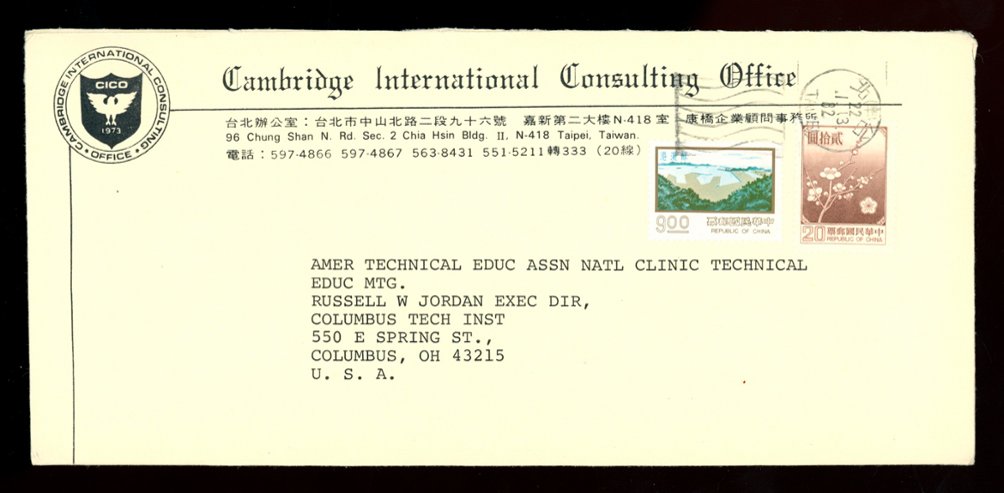 CAMBRIDGE INTERNATIONAL CONSULTING • OFFICE •
CICO
1973
Cambridge International Consulting Office
台北辦公室：台北市中山北路二段九十六號 嘉新第二大樓N-418室 康橋企業顧問事務所
96 Chung Shan N. Rd. Sec. 2 Chia Hsin Bldg. II, N-418 Taipei, Taiwan.
電話：597-4866 597-4867 563-8431 551-5211轉333（20線）
9.00
票郵國民華中
REPUBLIC OF CHINA
貳拾圓
20
票郵國民華中
REPUBLIC OF CHINA
AMER TECHNICAL EDUC ASSN NATL CLINIC TECHNICAL
EDUC MTG.
RUSSELL W JORDAN EXEC DIR,
COLUMBUS TECH INST
550 E SPRING ST.,
COLUMBUS, OH 43215
U. S. A.